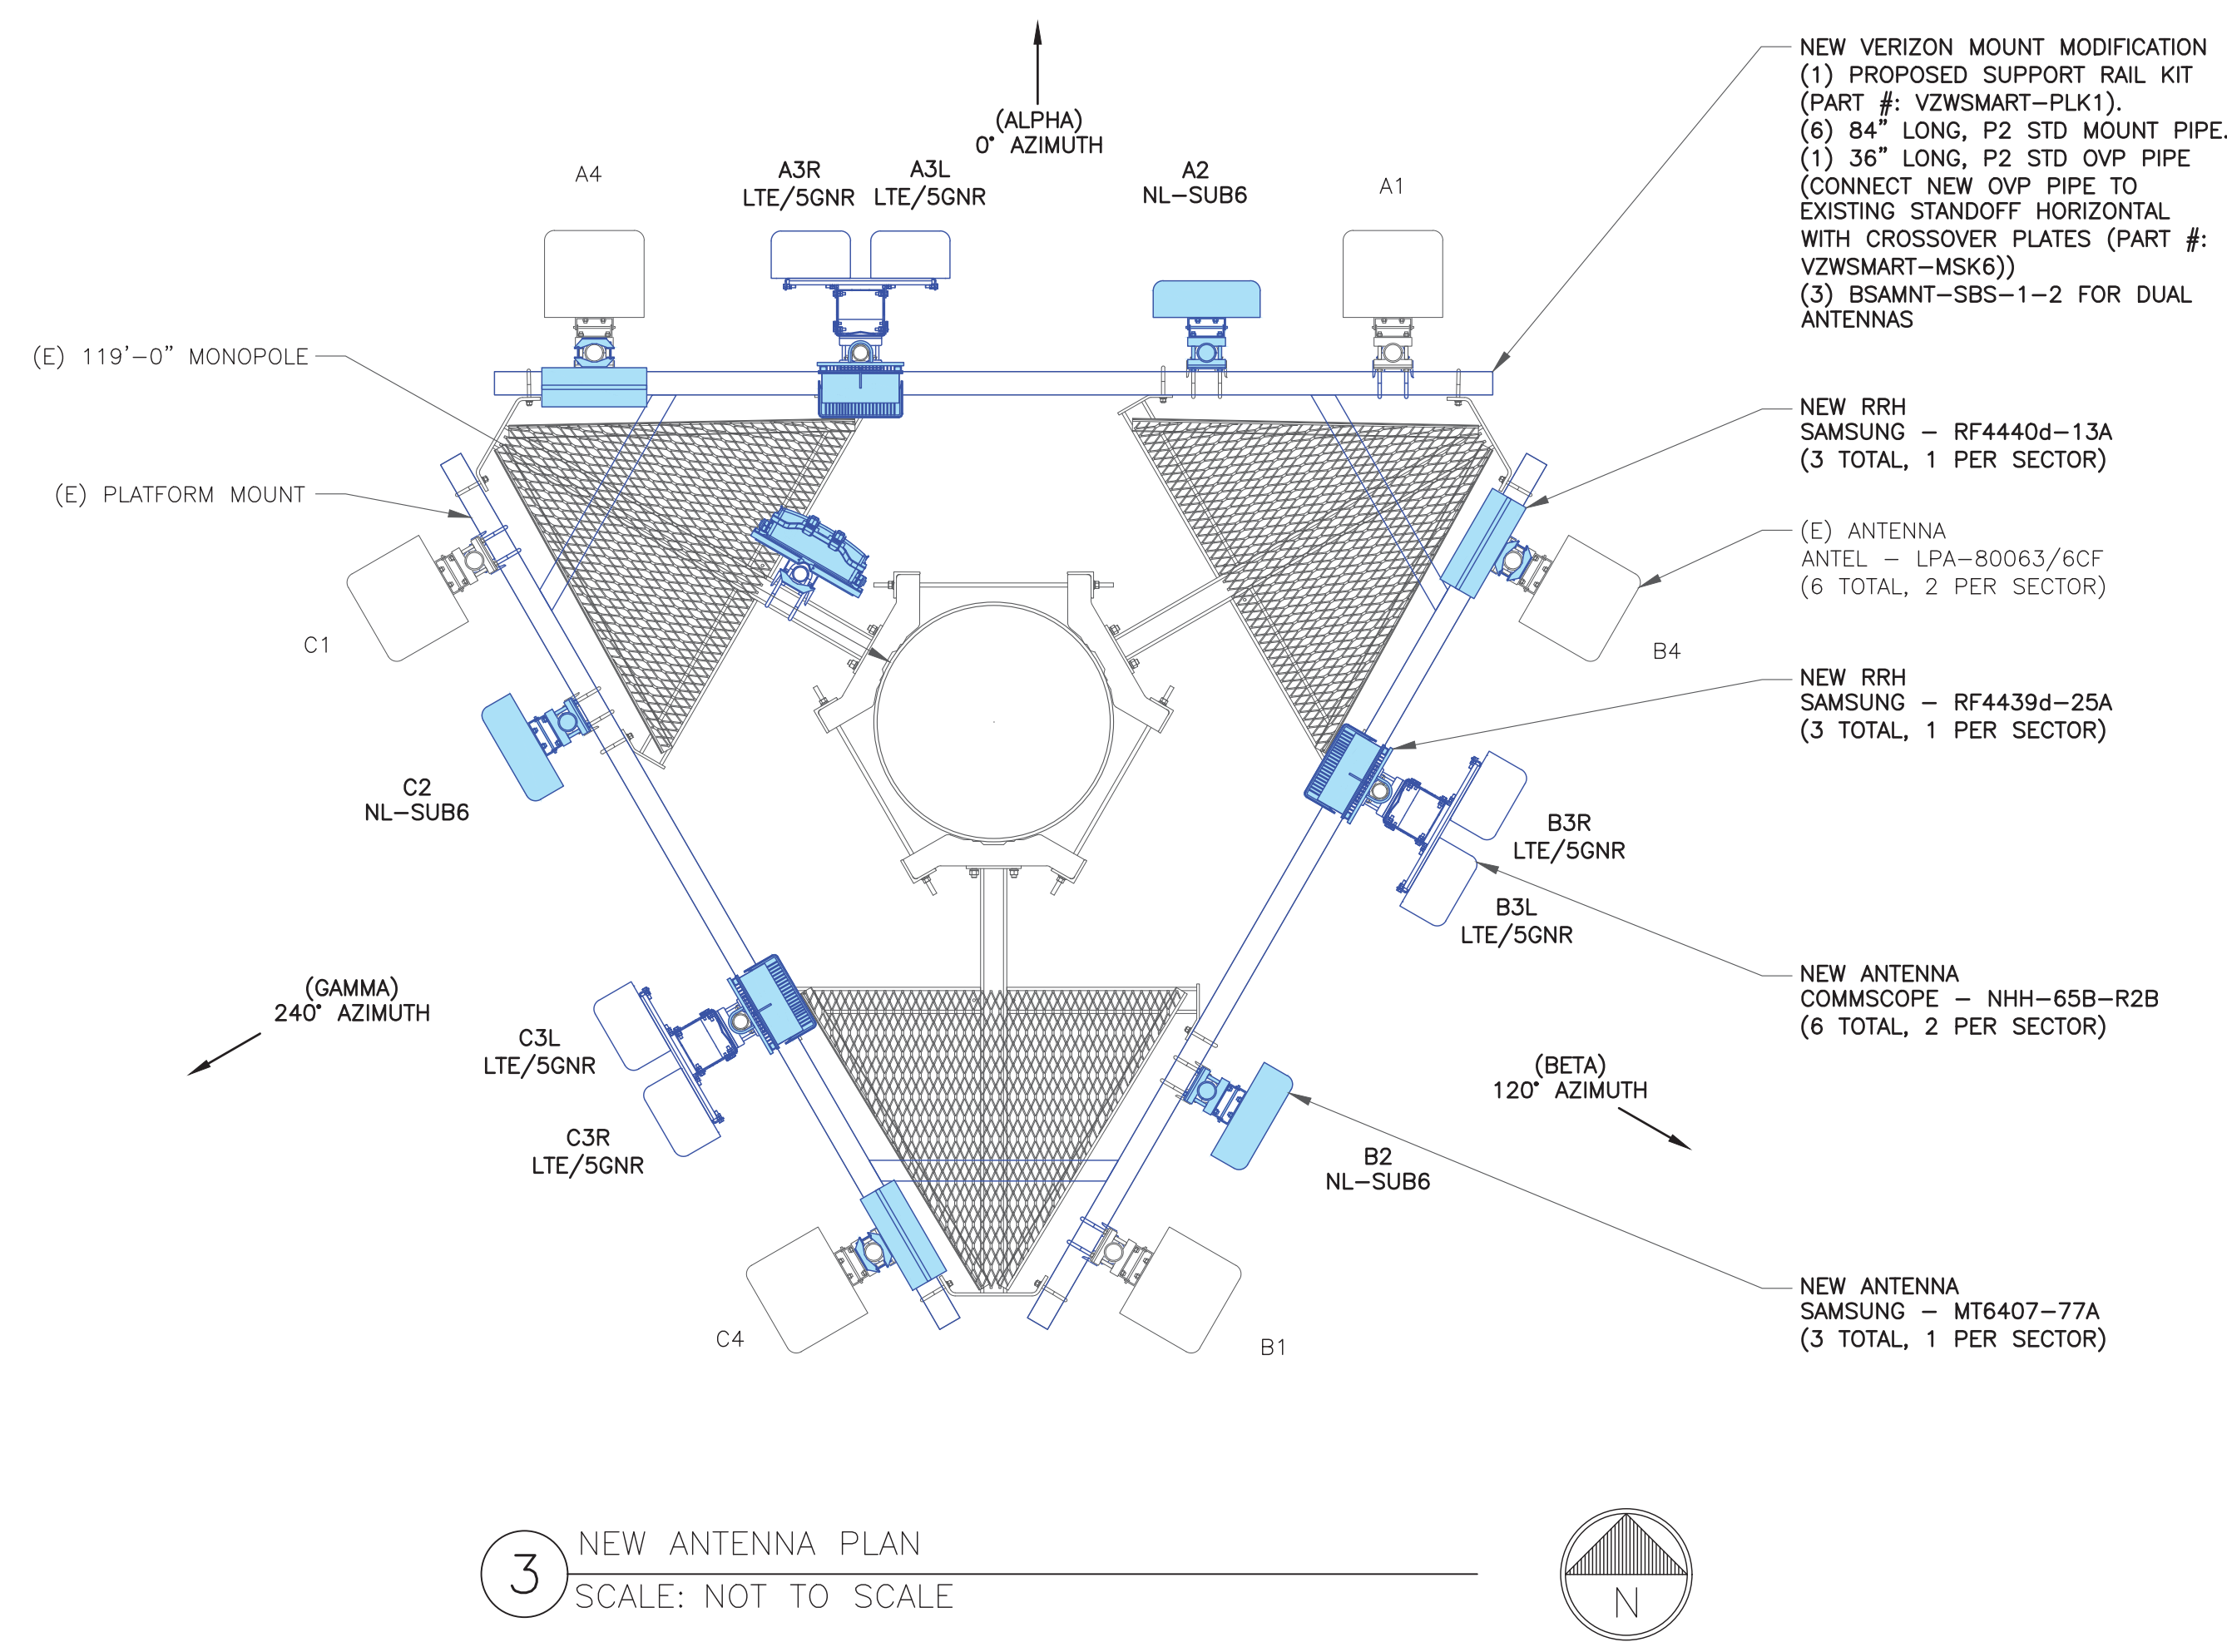 (ALPHA)
0° AZIMUTH
A4
A3R
LTE/5GNR
A3L
LTE/5GNR
A2
NL-SUB6
A1
NEW VERIZON MOUNT MODIFICATION
(1) PROPOSED SUPPORT RAIL KIT
(PART #: VZWSMART-PLK1).
(6) 84” LONG, P2 STD MOUNT PIPE.
(1) 36” LONG, P2 STD OVP PIPE
(CONNECT NEW OVP PIPE TO
EXISTING STANDOFF HORIZONTAL
WITH CROSSOVER PLATES (PART #:
VZWSMART-MSK6))
(3) BSAMNT-SBS-1-2 FOR DUAL
ANTENNAS
(E) 119’-0” MONOPOLE
(E) PLATFORM MOUNT
NEW RRH
SAMSUNG - RF4440d-13A
(3 TOTAL, 1 PER SECTOR)
(E) ANTENNA
ANTEL - LPA-80063/6CF
(6 TOTAL, 2 PER SECTOR)
C1
B4
NEW RRH
SAMSUNG - RF4439d-25A
(3 TOTAL, 1 PER SECTOR)
C2
NL-SUB6
B3R
LTE/5GNR
B3L
LTE/5GNR
NEW ANTENNA
COMMSCOPE - NHH-65B-R2B
(6 TOTAL, 2 PER SECTOR)
(GAMMA)
240° AZIMUTH
C3L
LTE/5GNR
C3R
LTE/5GNR
(BETA)
120° AZIMUTH
B2
NL-SUB6
NEW ANTENNA
SAMSUNG - MT6407-77A
(3 TOTAL, 1 PER SECTOR)
C4
B1
3
NEW ANTENNA PLAN
SCALE: NOT TO SCALE
N